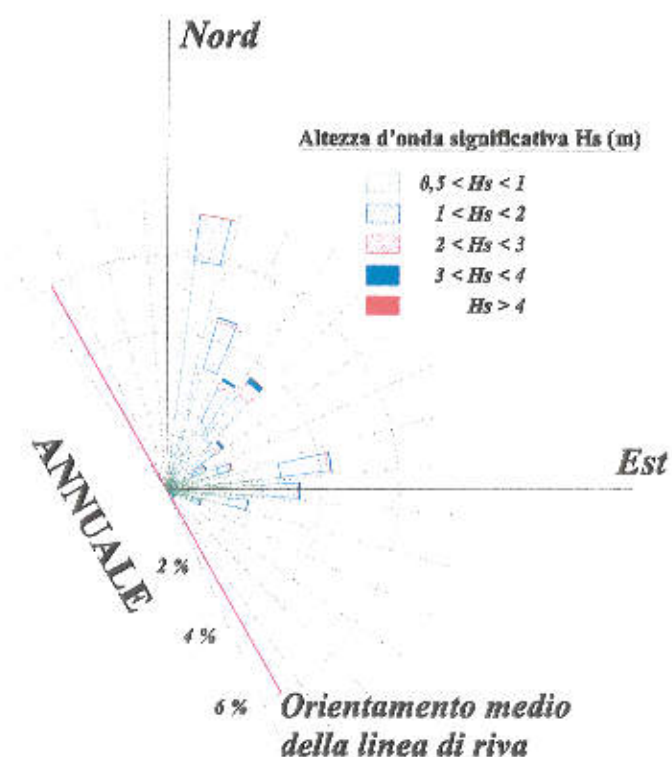 Nord
Altezza d'onda significativa Hs (m)
0,5 < Hs < 1
1 < Hs < 2
2 < Hs < 3
3 < Hs < 4
Hs > 4
Est
ANNUALE
2 %
4 %
6 %
Orientamento medio
della linea di riva